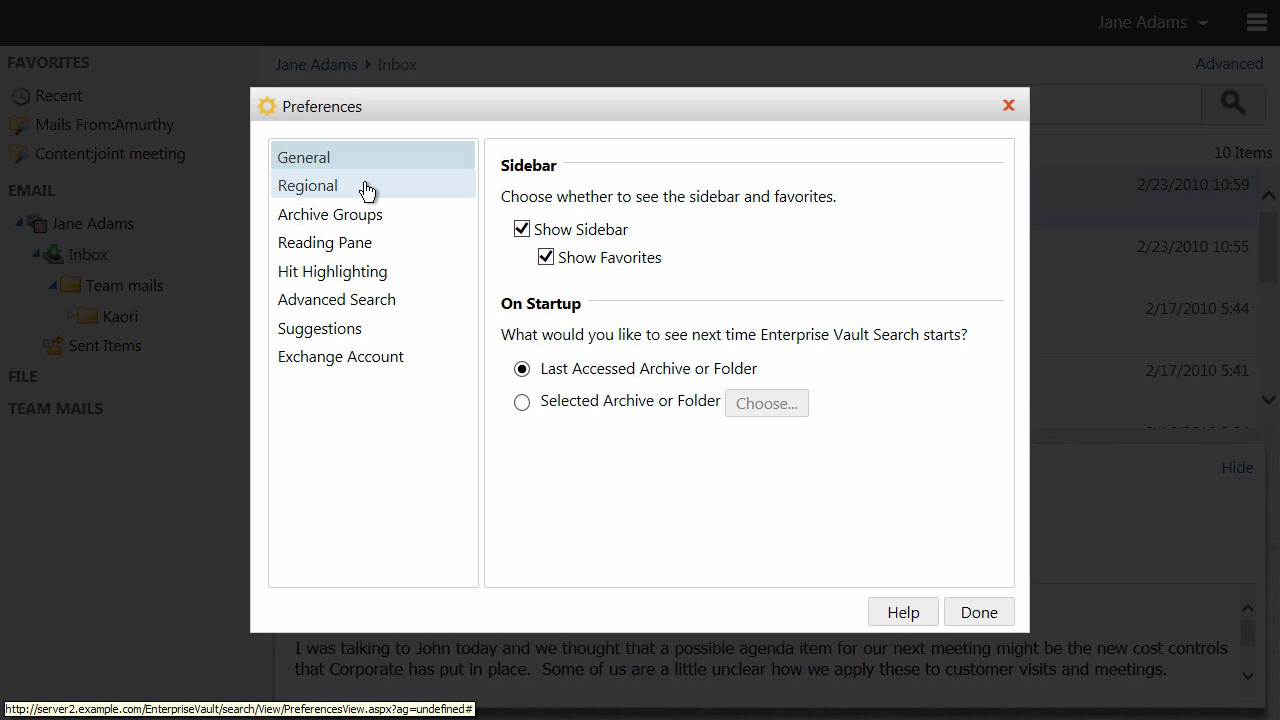 Jane Adams
FAVORITES
Recent
Mails From:Amurthy
Content:joint meeting
EMAIL
Jane Adams
Inbox
Team mails
Kaori
Sent Items
FILE
TEAM MAILS
Jane Adams Inbox
Advanced
10 Items
2/23/2010 10:59
2/23/2010 10:55
2/17/2010 5:44
2/17/2010 5:41
Hide
Preferences
General
Regional
Archive Groups
Reading Pane
Hit Highlighting
Advanced Search
Suggestions
Exchange Account
Sidebar
Choose whether to see the sidebar and favorites.
Show Sidebar
Show Favorites
On Startup
What would you like to see next time Enterprise Vault Search starts?
Last Accessed Archive or Folder
Selected Archive or Folder Choose...
Help Done
I was talking to John today and we thought that a possible agenda item for our next meeting might be the new cost controls
that Corporate has put in place. Some of us are a little unclear how we apply these to customer visits and meetings.
http://server2.example.com/EnterpriseVault/search/View/PreferencesView.aspx?ag=undefined#